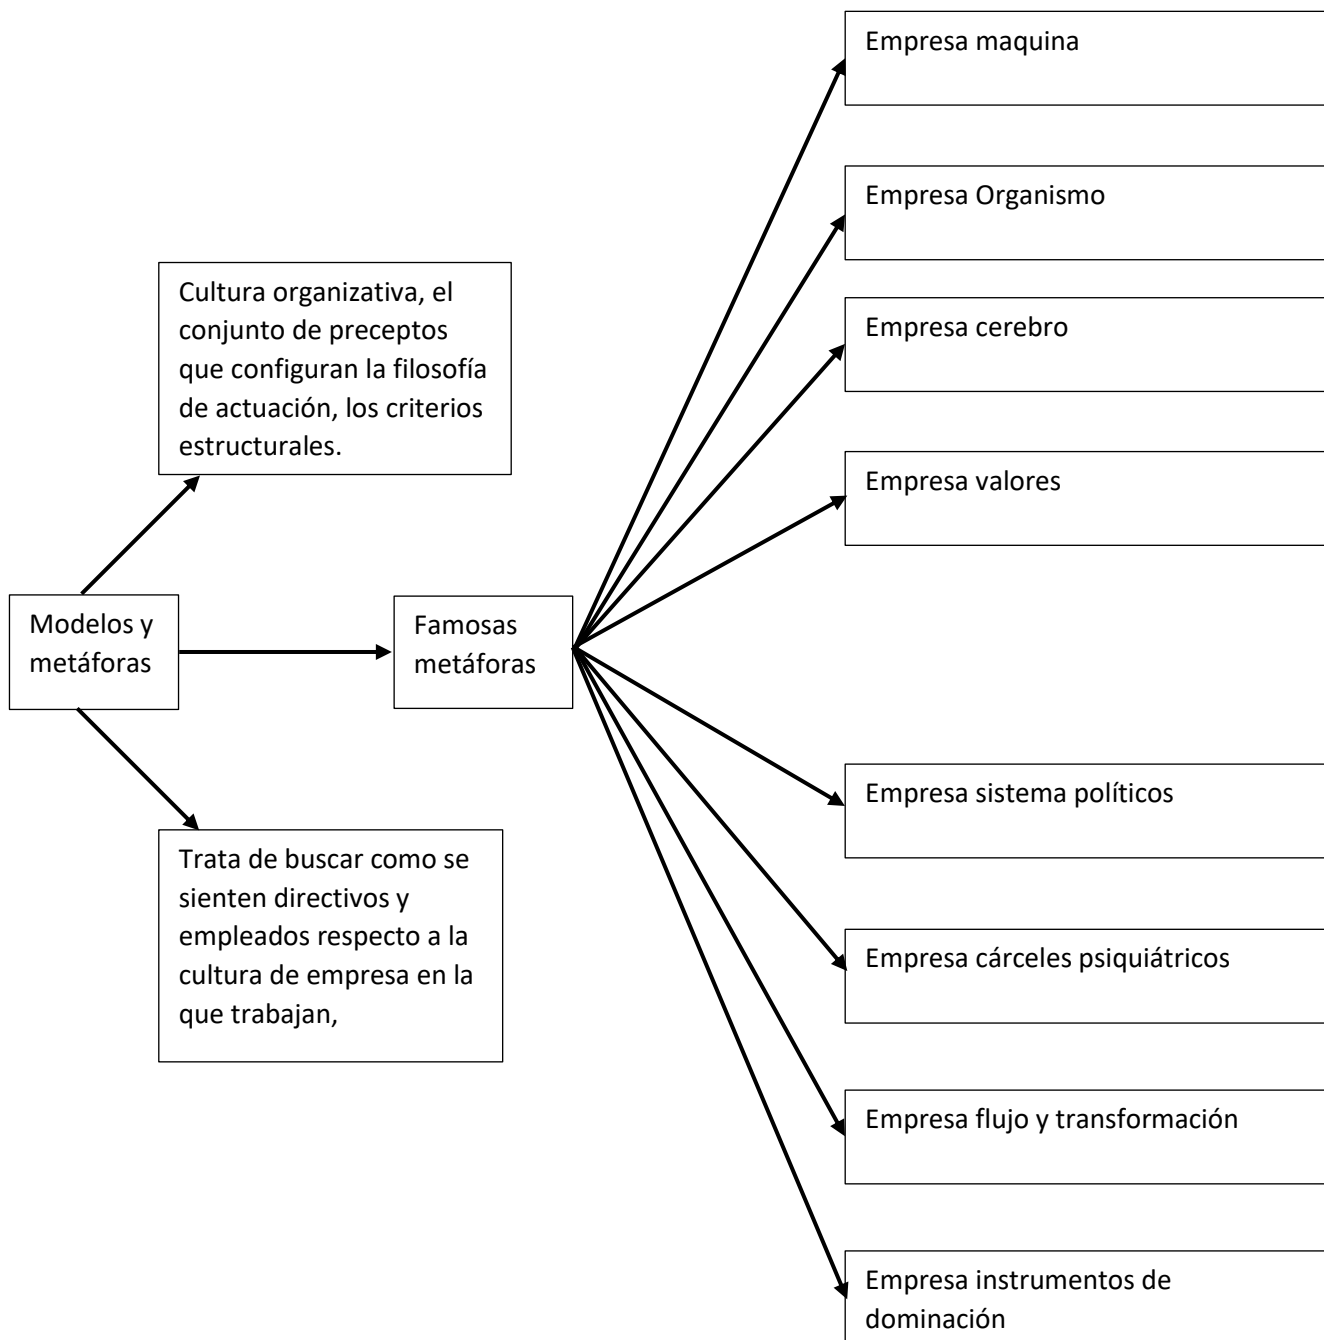 Empresa maquina
Empresa Organismo
Cultura organizativa, el
conjunto de preceptos
que configuran la filosofía
de actuación, los criterios
estructurales.
Empresa cerebro
Empresa valores
Modelos y
metáforas
Famosas
metáforas
Empresa sistema políticos
Trata de buscar como se
sienten directivos y
empleados respecto a la
cultura de empresa en la
que trabajan,
Empresa cárceles psiquiátricos
Empresa flujo y transformación
Empresa instrumentos de
dominación